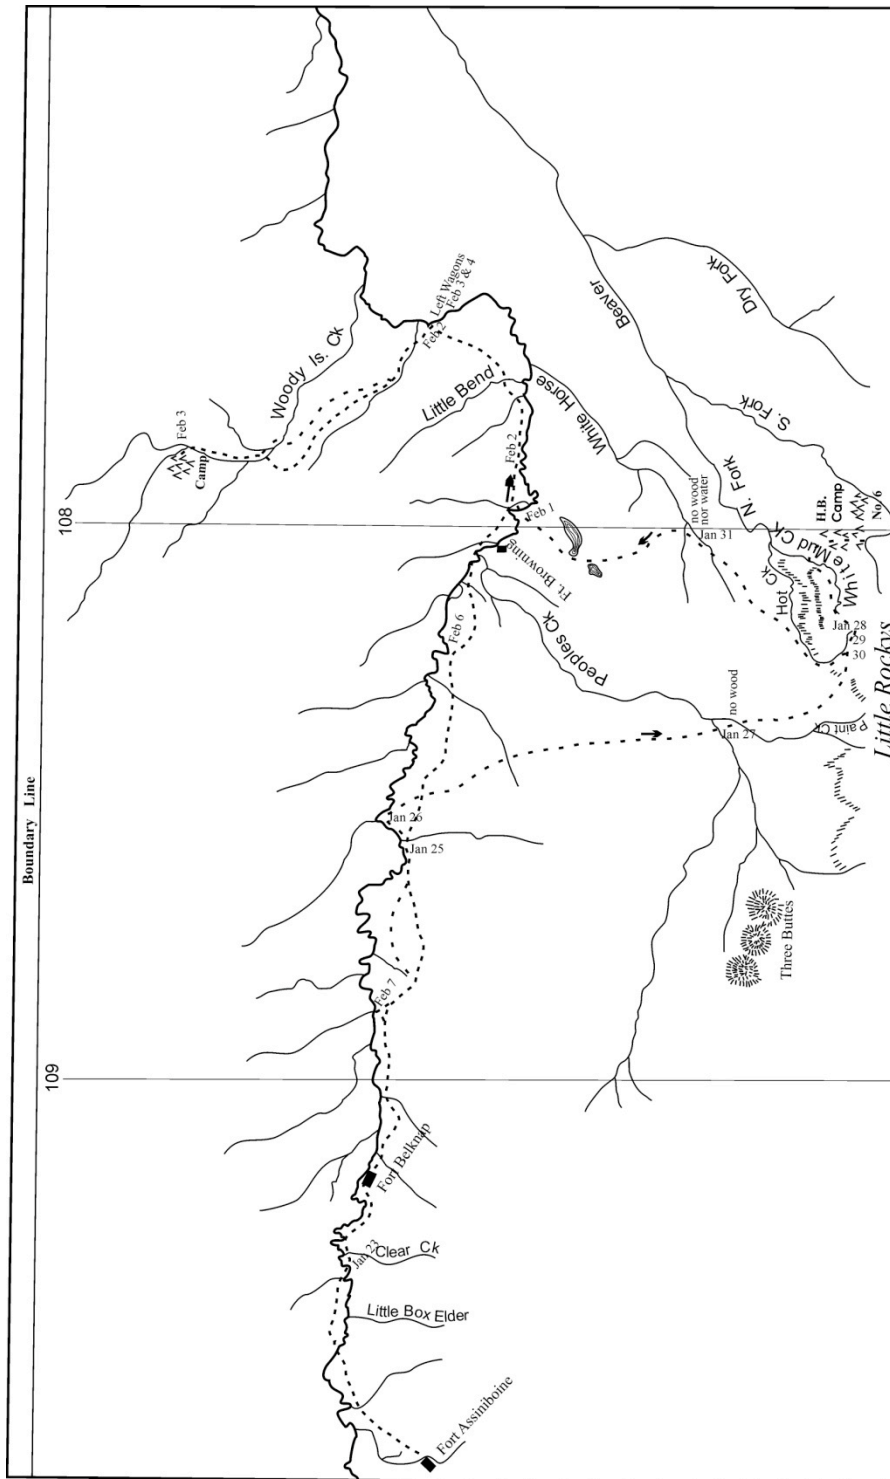 Boundary Line
108
109
Woody Is. Ck
Feb 3
Camp
Left Wagons
Feb 3 & 4
Feb 2
Little Bend
Feb 2
Beaver
Dry Fork
S. Fork
N. Fork
White Horse
no wood
nor water
Jan 31
Feb 1
Ft. Browning
Feb 6
Peoples Ck
H.B.
Camp
No. 6
White Mud Ck
Hot Ck
Jan 28
29
30
Little Rockys
no wood
Jan 27
Paint Ck
Jan 26
Jan 25
Three Buttes
Feb 7
Fort Belknap
Jan 23
Clear Ck
Little Box Elder
Fort Assiniboine